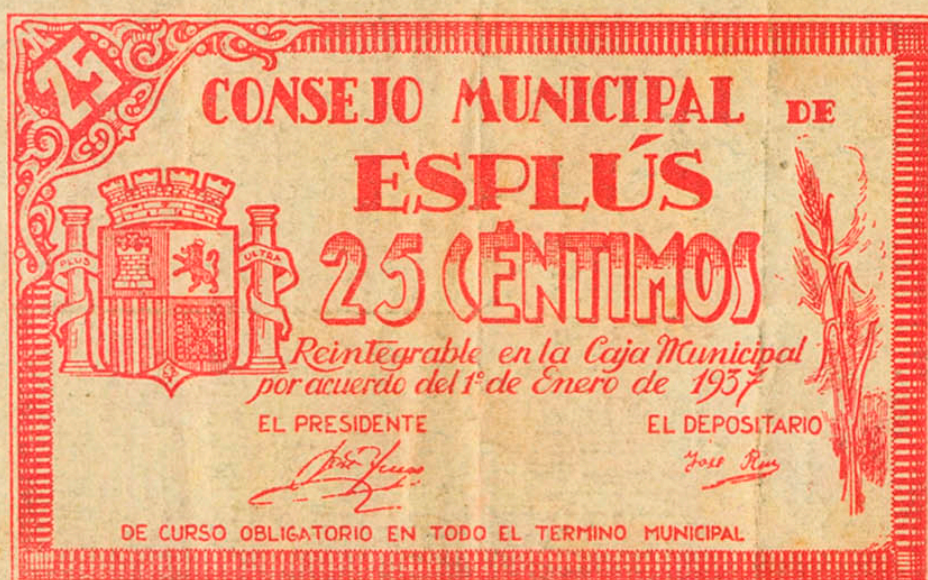 25
CONSEJO MUNICIPAL DE
ESPLÚS
25 CÉNTIMOS
PLUS ULTRA
Reintegrable en la Caja Municipal
por acuerdo del 1º de Enero de 1937
EL PRESIDENTE EL DEPOSITARIO
José
DE CURSO OBLIGATORIO EN TODO EL TERMINO MUNICIPAL